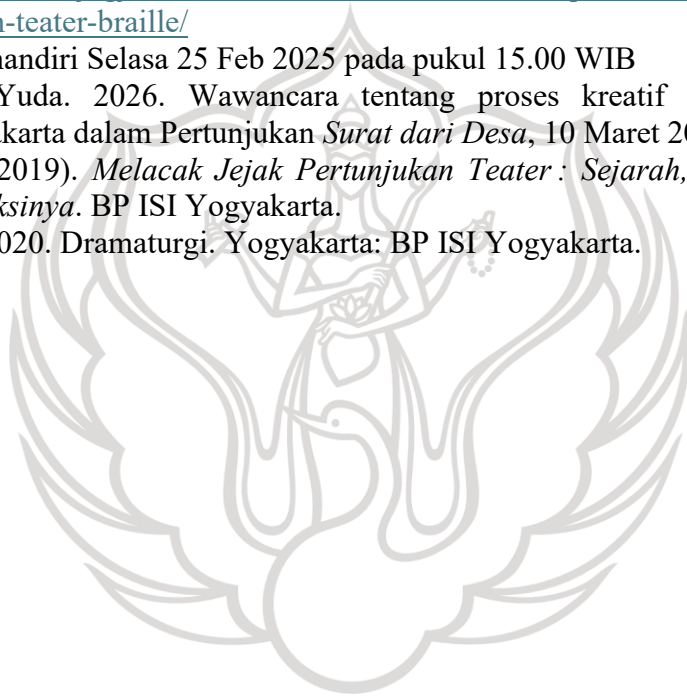 n-teater-braille/
nandiri Selasa 25 Feb 2025 pada pukul 15.00 WIB
Yuda. 2026. Wawancara tentang proses kreatif
akarta dalam Pertunjukan Surat dari Desa, 10 Maret 20
2019). Melacak Jejak Pertunjukan Teater : Sejarah,
ksinya. BP ISI Yogyakarta.
020. Dramaturgi. Yogyakarta: BP ISI Yogyakarta.